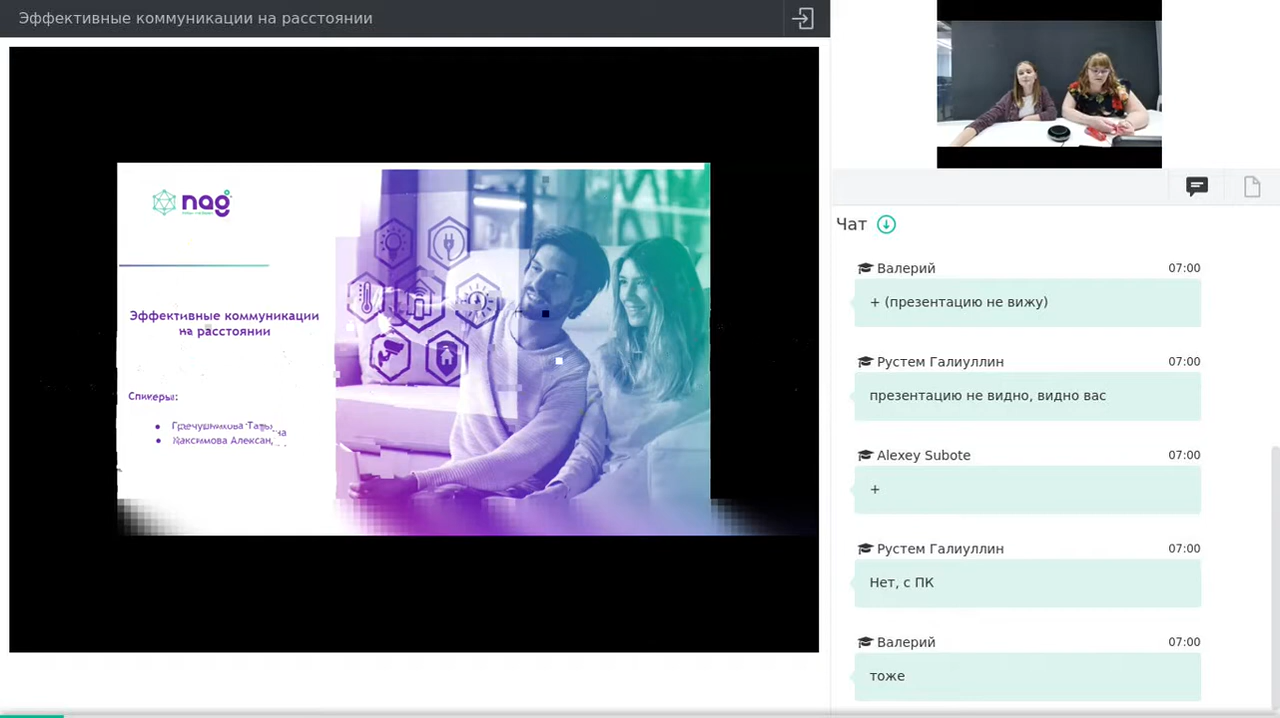 Эффективные коммуникации на расстоянии
nag
Эффективные коммуникации
на расстоянии
Спикеры:
Чат
Валерий 07:00
+ (презентацию не вижу)
Рустем Галиуллин 07:00
презентацию не видно, видно вас
Alexey Subote 07:00
+
Рустем Галиуллин 07:00
Нет, с ПК
Валерий 07:00
тоже